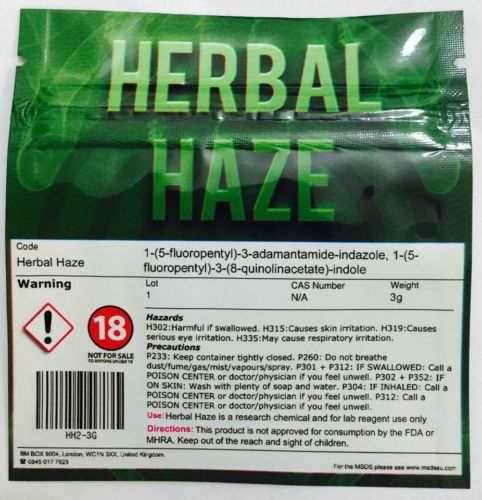 HERBAL
HAZE
Code
Herbal Haze
1-(5-fluoropentyl)-3-adamantamide-indazole, 1-(5-
fluoropentyl)-3-(8-quinolinacetate)-indole
Warning
Lot
CAS Number
Weight
1
N/A
3g
18
NOT FOR SALE
TO ANYONE UNDER 18
Hazards
H302:Harmful if swallowed. H315:Causes skin irritation. H319:Causes
serious eye irritation. H335:May cause respiratory irritation.
Precautions
P233: Keep container tightly closed. P260: Do not breathe
dust/fume/gas/mist/vapours/spray. P301 + P312: IF SWALLOWED: Call a
POISON CENTER or doctor/physician if you feel unwell. P302 + P352: IF
ON SKIN: Wash with plenty of soap and water. P304: IF INHALED: Call a
POISON CENTER or doctor/physician if you feel unwell. P312: Call a
POISON CENTER or doctor/physician if you feel unwell.
Use: Herbal Haze is a research chemical and for lab reagent use only
Directions: This product is not approved for consumption by the FDA or
MHRA, Keep out of the reach and sight of children.
HH2-3G
BM BOX 9004, London, WC1N 3XX, United Kingdom.
☎ 0845 017 7625
For the MSDS please see www.msdseu.com